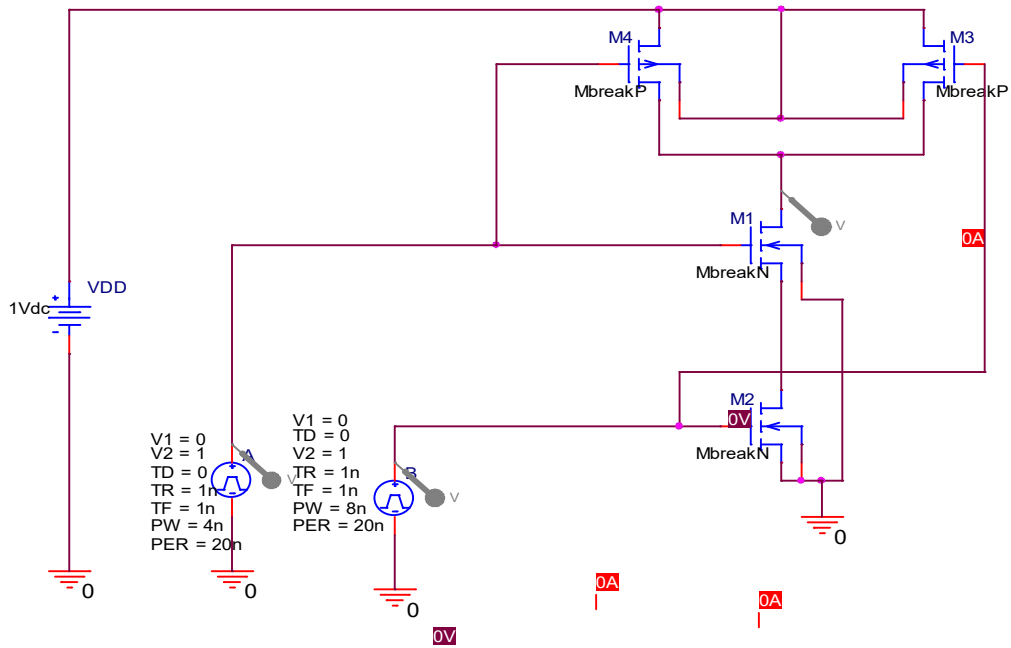 M4
M3
MbreakP
MbreakP
M1
V
0A
MbreakN
VDD
1Vdc
+
-
M2
0V
MbreakN
V1 = 0
V2 = 1
TD = 0
TR = 1n
TF = 1n
PW = 4n
PER = 20n
A
V
V1 = 0
TD = 0
V2 = 1
TR = 1n
TF = 1n
PW = 8n
PER = 20n
B
V
0
0
0
0
0A
0A
0V